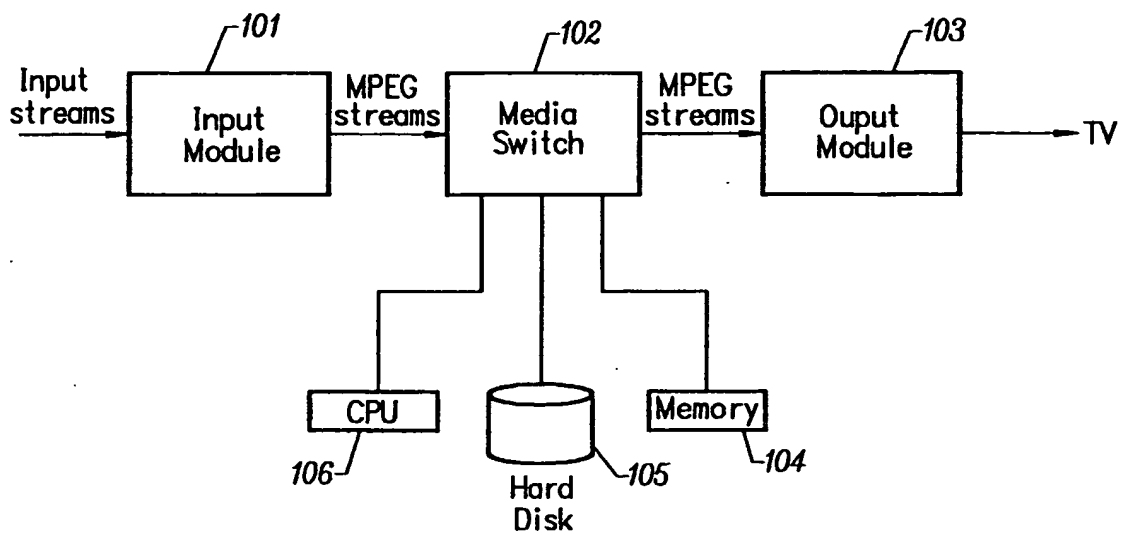 101
102
103
Input
streams
Input
Module
MPEG
streams
Media
Switch
MPEG
streams
Ouput
Module
TV
CPU
106
105
Hard
Disk
Memory
104